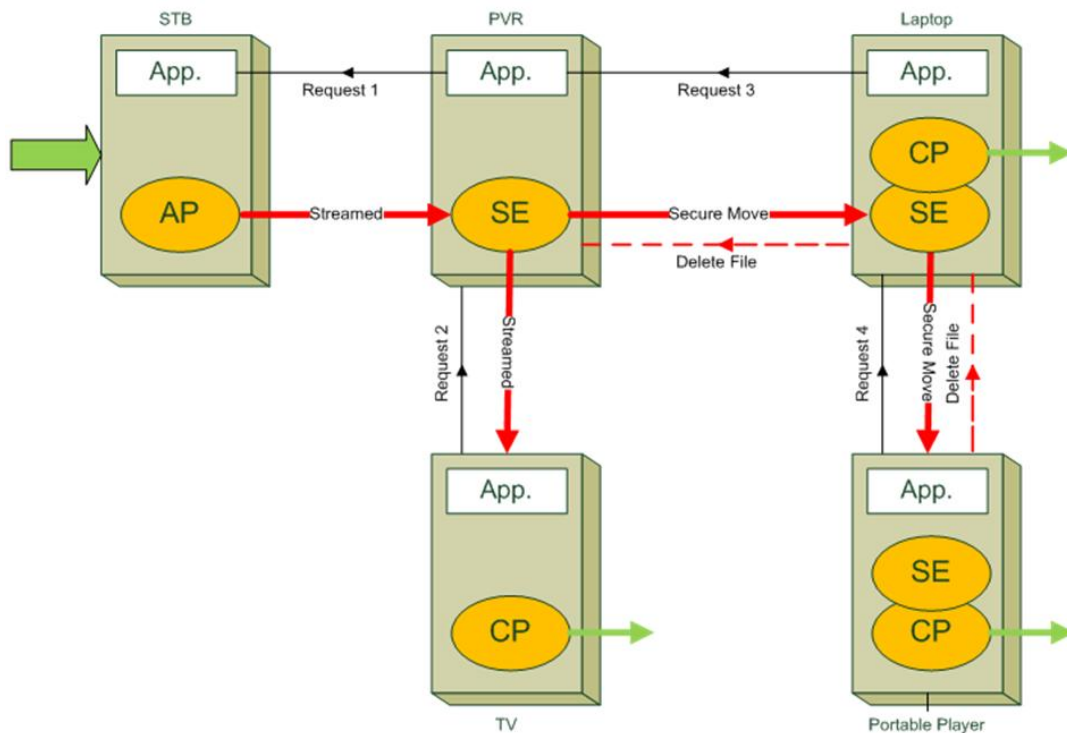 STB
PVR
Laptop
App.
App.
App.
Request 1
Request 3
CP
AP
Streamed
SE
Secure Move
SE
Delete File
Request 2
Streamed
Request 4
Secure Move
Delete File
App.
App.
SE
CP
CP
TV
Portable Player